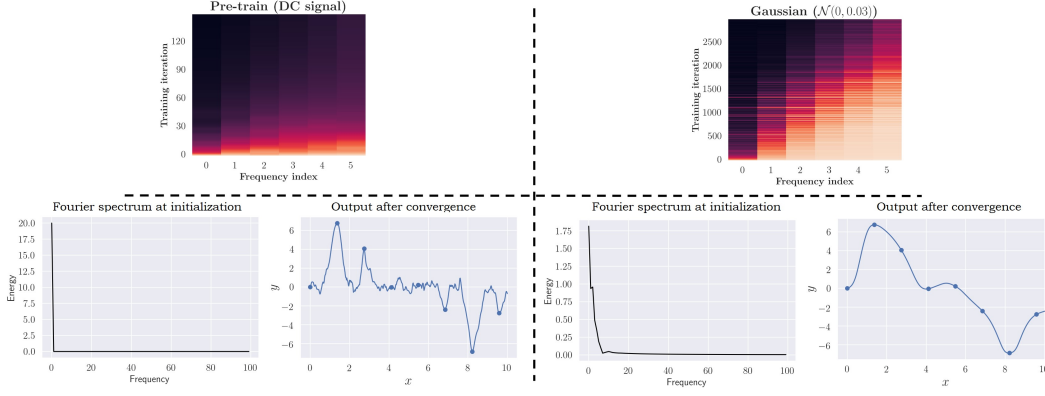 Pre-train (DC signal)
Training iteration
120
90
60
30
0
0 1 2 3 4 5
Frequency index
Gaussian (𝒩(0, 0.03))
Training iteration
2500
2000
1500
1000
500
0
0 1 2 3 4 5
Frequency index
Fourier spectrum at initialization
Energy
20.0
17.5
15.0
12.5
10.0
7.5
5.0
2.5
0.0
0 20 40 60 80 100
Frequency
Output after convergence
y
6
4
2
0
−2
−4
−6
0 2 4 6 8 10
x
Fourier spectrum at initialization
Energy
1.75
1.50
1.25
1.00
0.75
0.50
0.25
0.00
0 20 40 60 80 100
Frequency
Output after convergence
y
6
4
2
0
−2
−4
−6
0 2 4 6 8 10
x